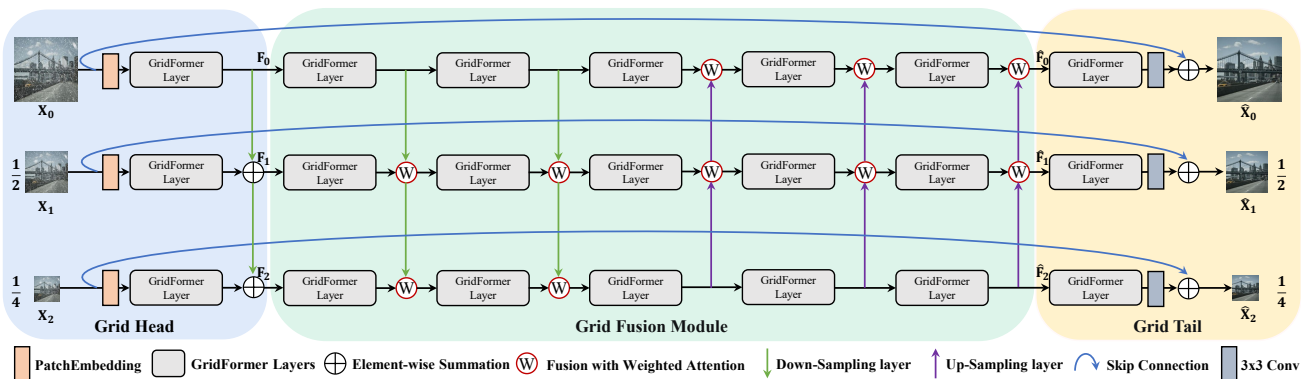 GridFormer Layer F₀ GridFormer Layer GridFormer Layer GridFormer Layer W GridFormer Layer W GridFormer Layer W F̂₀ GridFormer Layer
X₀ X̂₀
1/2 GridFormer Layer F₁ GridFormer Layer W GridFormer Layer W GridFormer Layer W GridFormer Layer W GridFormer Layer W F̂₁ GridFormer Layer 1/2
X₁ X̂₁
1/4 GridFormer Layer F₂ GridFormer Layer W GridFormer Layer W GridFormer Layer GridFormer Layer GridFormer Layer F̂₂ GridFormer Layer 1/4
X₂ X̂₂
Grid Head Grid Fusion Module Grid Tail
PatchEmbedding GridFormer Layers Element-wise Summation W Fusion with Weighted Attention Down-Sampling layer Up-Sampling layer Skip Connection 3x3 Conv